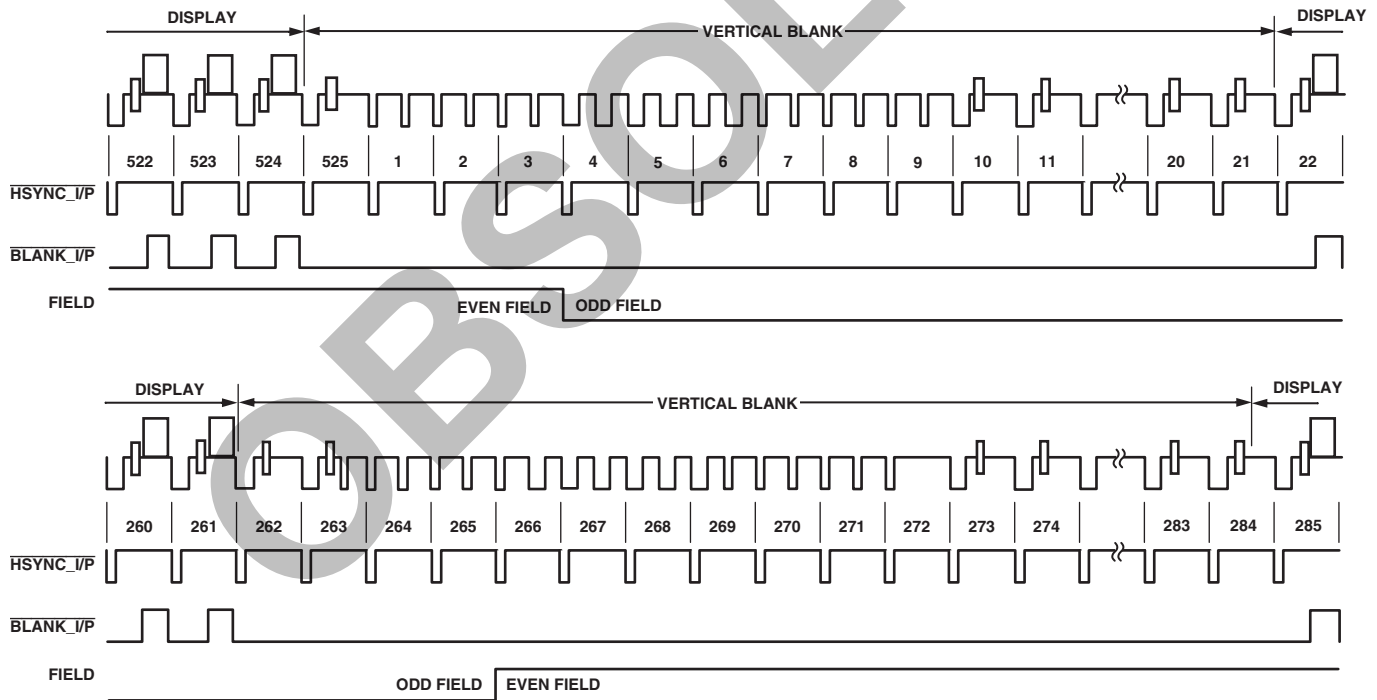 DISPLAY VERTICAL BLANK DISPLAY
522 523 524 525 1 2 3 4 5 6 7 8 9 10 11 20 21 22
HSYNC_I/P
BLANK_I/P
FIELD EVEN FIELD ODD FIELD
DISPLAY VERTICAL BLANK DISPLAY
260 261 262 263 264 265 266 267 268 269 270 271 272 273 274 283 284 285
HSYNC_I/P
BLANK_I/P
FIELD ODD FIELD EVEN FIELD
OBSOL